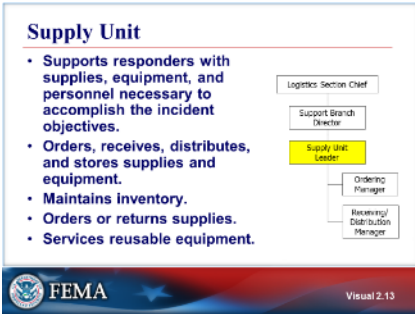 Supply Unit
• Supports responders with
supplies, equipment, and
personnel necessary to
accomplish the incident
objectives.
• Orders, receives, distributes,
and stores supplies and
equipment.
• Maintains inventory.
• Orders or returns supplies.
• Services reusable equipment.
Logistics Section Chief
Support Branch
Director
Supply Unit
Leader
Ordering
Manager
Receiving/
Distribution
Manager
FEMA
Visual 2.13